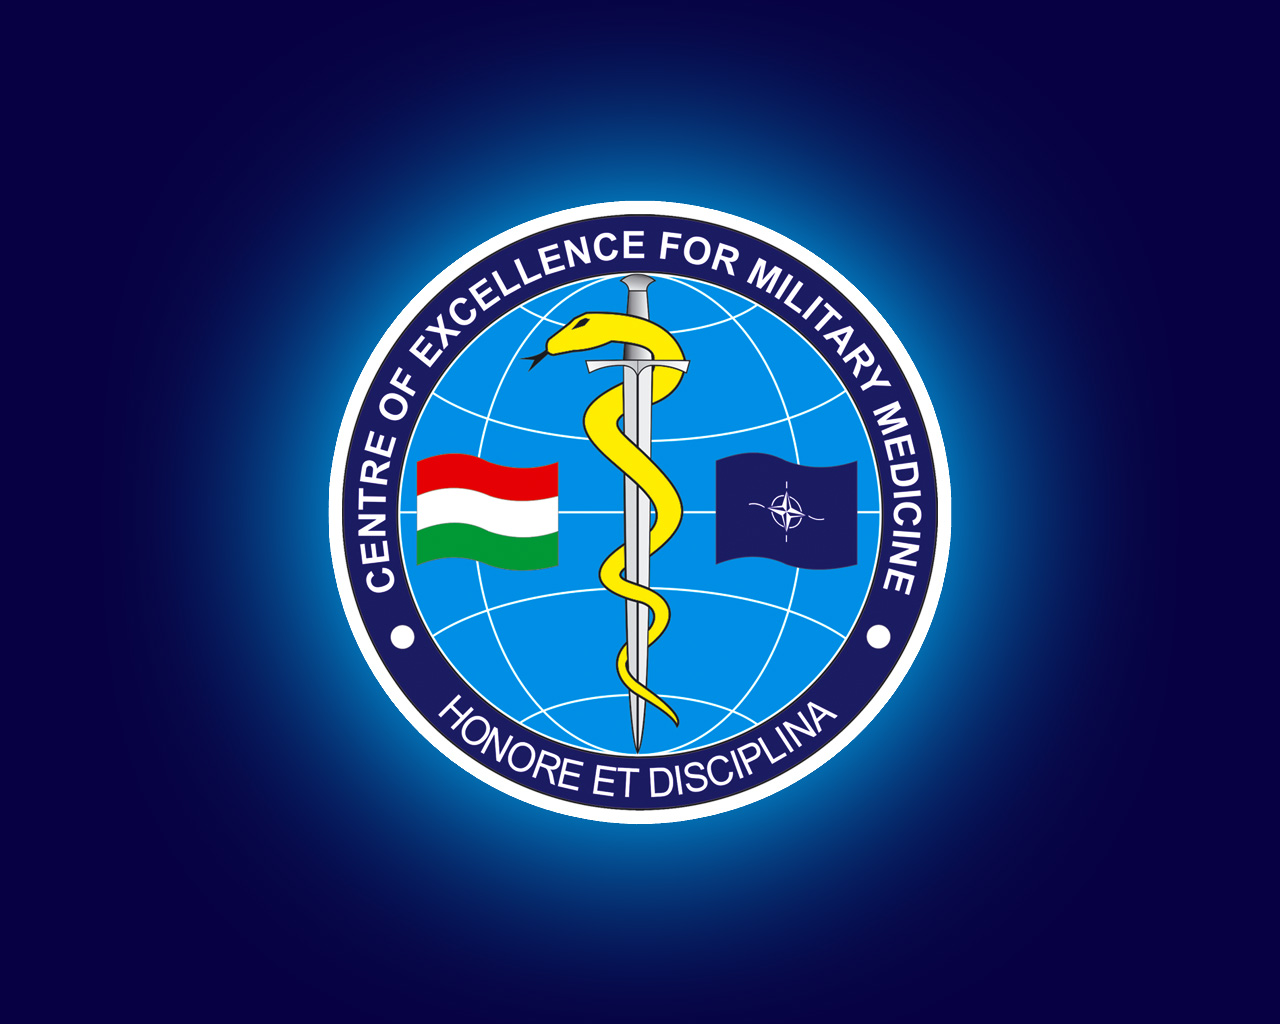 CENTRE OF EXCELLENCE FOR MILITARY MEDICINE
HONORE ET DISCIPLINA